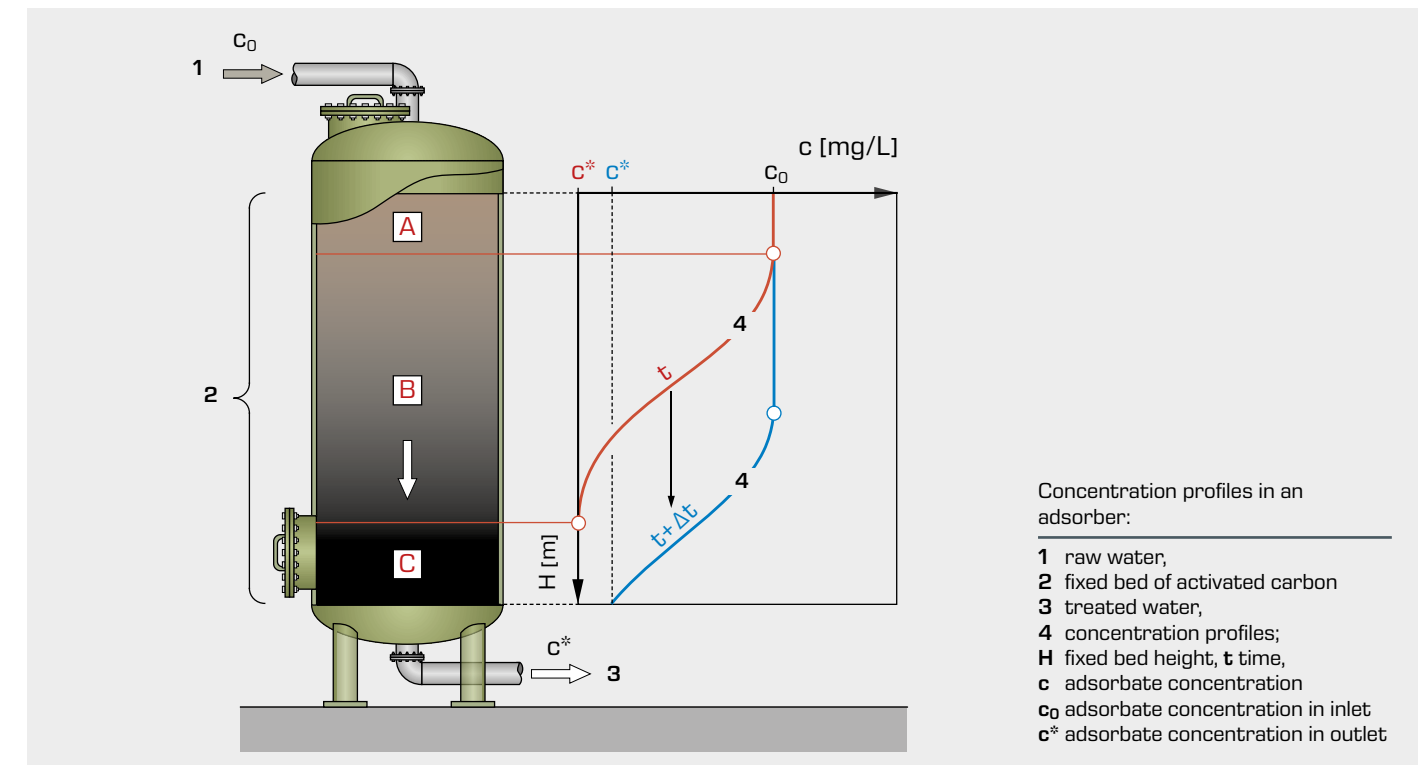 c₀
1
c [mg/L]
c* c* c₀
A
4
t
B
2
4
t+Δt
H [m]
C
c*
3
Concentration profiles in an
adsorber:
1 raw water,
2 fixed bed of activated carbon
3 treated water,
4 concentration profiles;
H fixed bed height, t time,
c adsorbate concentration
c₀ adsorbate concentration in inlet
c* adsorbate concentration in outlet